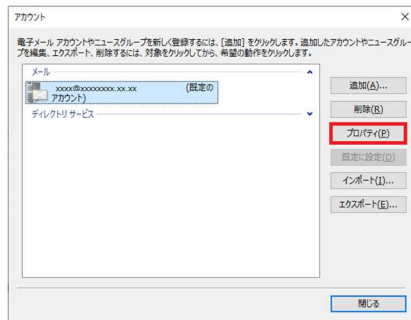 アカウント
電子メール アカウントやニュースグループを新しく登録するには、[追加] をクリックします。追加したアカウントやニュースグルー
プを編集、エクスポート、削除するには、対象をクリックしてから、希望の動作をクリックします。
メール
xxxx@xxxxxxxx.xx.xx (既定の
アカウント)
ディレクトリ サービス
追加(A)...
削除(R)
プロパティ(P)
既定に設定(D)
インポート(I)...
エクスポート(E)...
閉じる